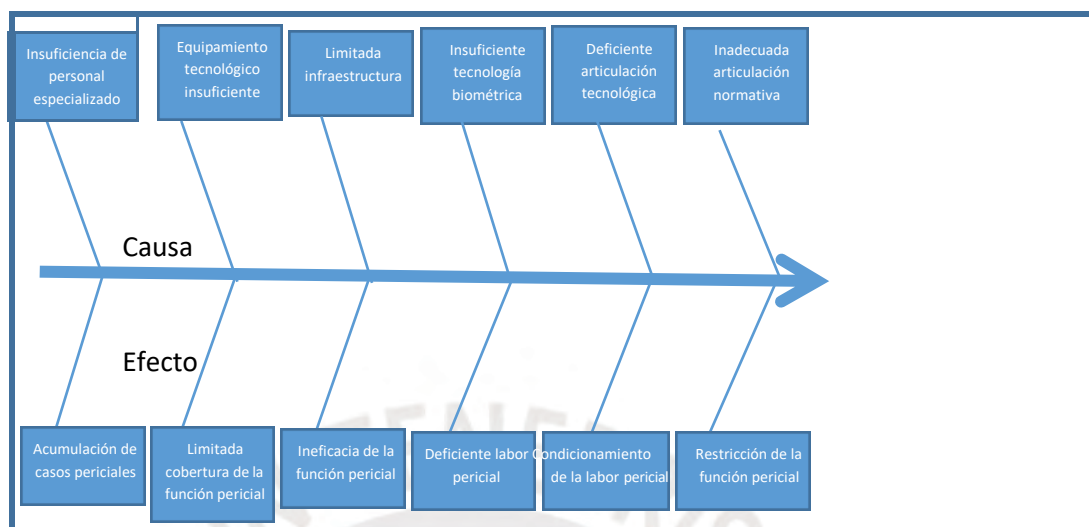 Insuficiencia de
personal
especializado
Equipamiento
tecnológico
insuficiente
Limitada
infraestructura
Insuficiente
tecnología
biométrica
Deficiente
articulación
tecnológica
Inadecuada
articulación
normativa
Causa
Efecto
Acumulación de
casos periciales
Limitada
cobertura de la
función pericial
Ineficacia de la
función pericial
Deficiente labor
pericial
Condicionamiento
de la labor pericial
Restricción de la
función pericial